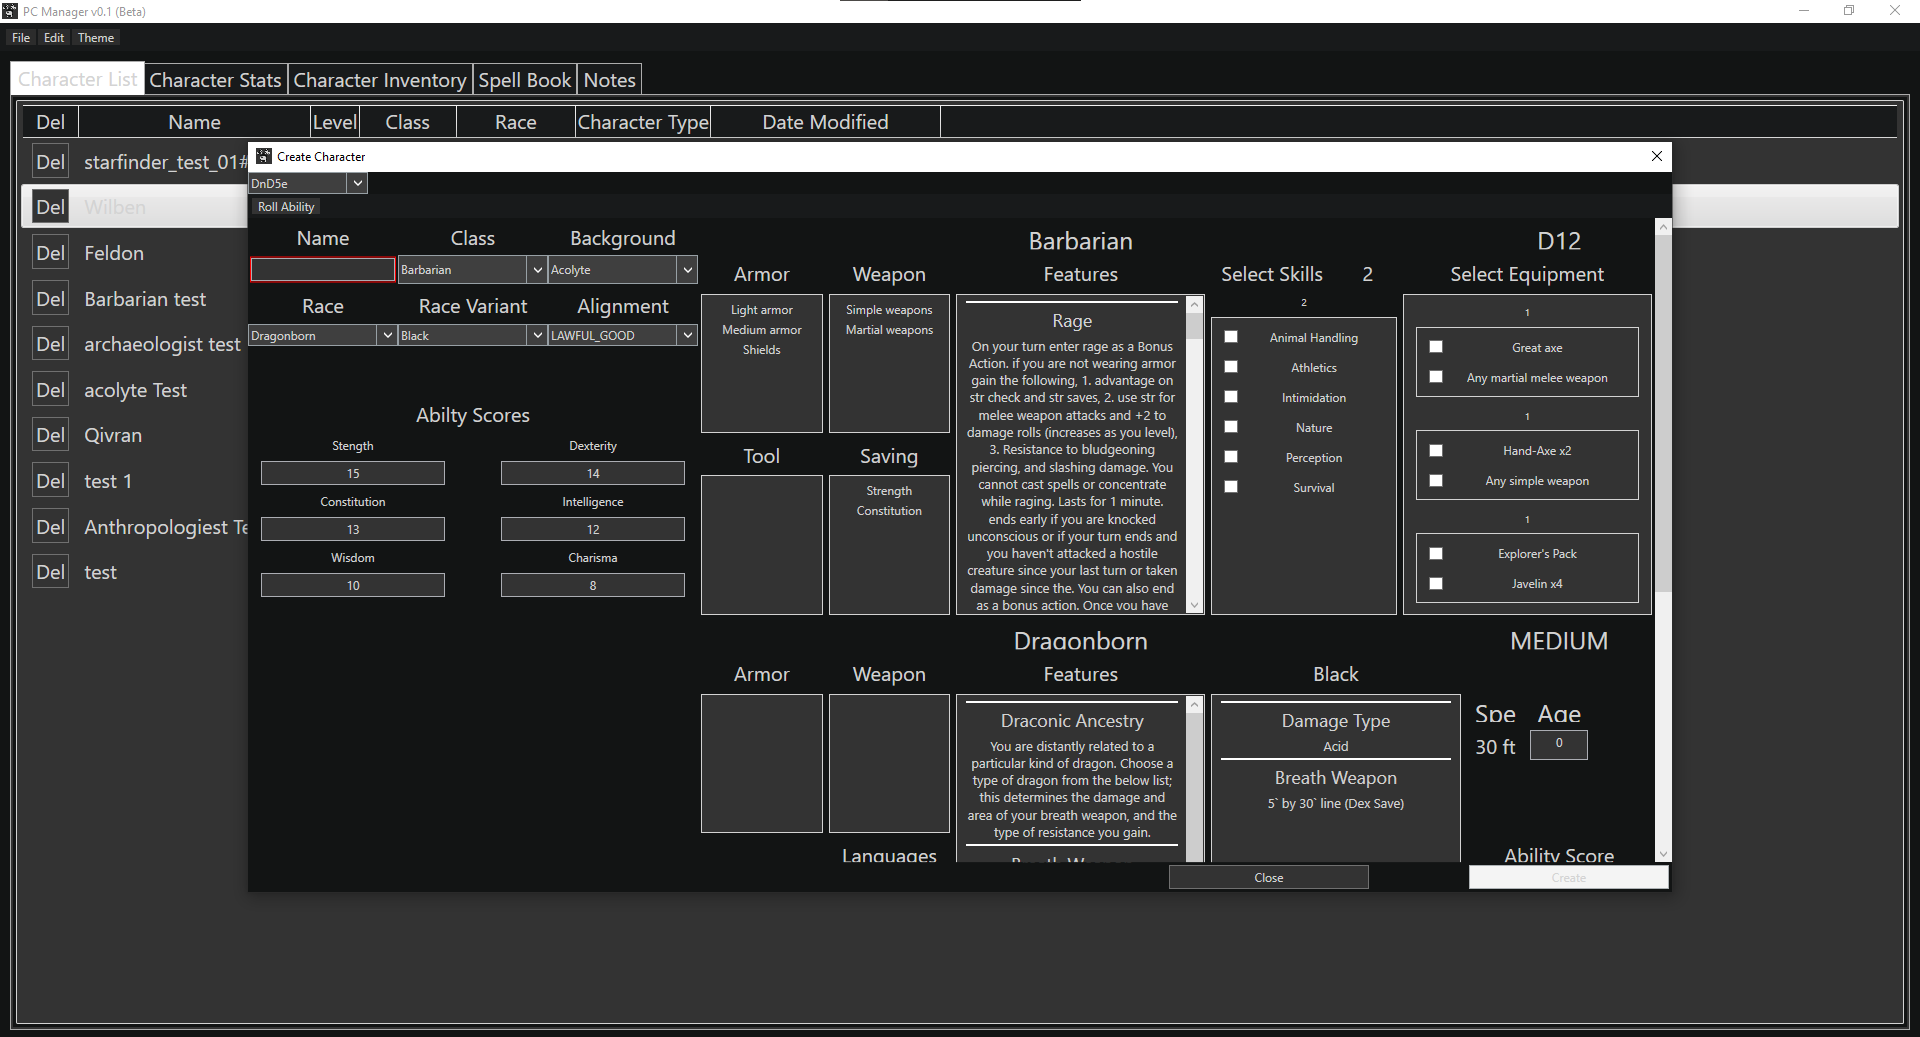 PC Manager v0.1 (Beta)
File Edit Theme
Character List Character Stats Character Inventory Spell Book Notes
Del Name Level Class Race Character Type Date Modified
Del starfinder_test_01#
Del Wilben
Del Feldon
Del Barbarian test
Del archaeologist test
Del acolyte Test
Del Qivran
Del test 1
Del Anthropologiest Te
Del test
Create Character
DnD5e
Roll Ability
Name Class Background
Barbarian Acolyte
Race Race Variant Alignment
Dragonborn Black LAWFUL_GOOD
Abilty Scores
Stength Dexterity
15 14
Constitution Intelligence
13 12
Wisdom Charisma
10 8
Barbarian D12
Armor Weapon Features Select Skills 2 Select Equipment
Light armor
Medium armor
Shields
Simple weapons
Martial weapons
Tool Saving
Strength
Constitution
Rage
On your turn enter rage as a Bonus
Action. if you are not wearing armor
gain the following, 1. advantage on
str check and str saves, 2. use str for
melee weapon attacks and +2 to
damage rolls (increases as you level),
3. Resistance to bludgeoning
piercing, and slashing damage. You
cannot cast spells or concentrate
while raging. Lasts for 1 minute.
ends early if you are knocked
unconscious or if your turn ends and
you haven't attacked a hostile
creature since your last turn or taken
damage since the. You can also end
as a bonus action. Once you have
2
Animal Handling
Athletics
Intimidation
Nature
Perception
Survival
1
Great axe
Any martial melee weapon
1
Hand-Axe x2
Any simple weapon
1
Explorer's Pack
Javelin x4
Dragonborn MEDIUM
Armor Weapon Features Black
Draconic Ancestry
You are distantly related to a
particular kind of dragon. Choose a
type of dragon from the below list;
this determines the damage and
area of your breath weapon, and the
type of resistance you gain.
Breath Weapon
Damage Type
Acid
Breath Weapon
5` by 30` line (Dex Save)
Spe Age
30 ft 0
Languages
Ability Score
Close Create